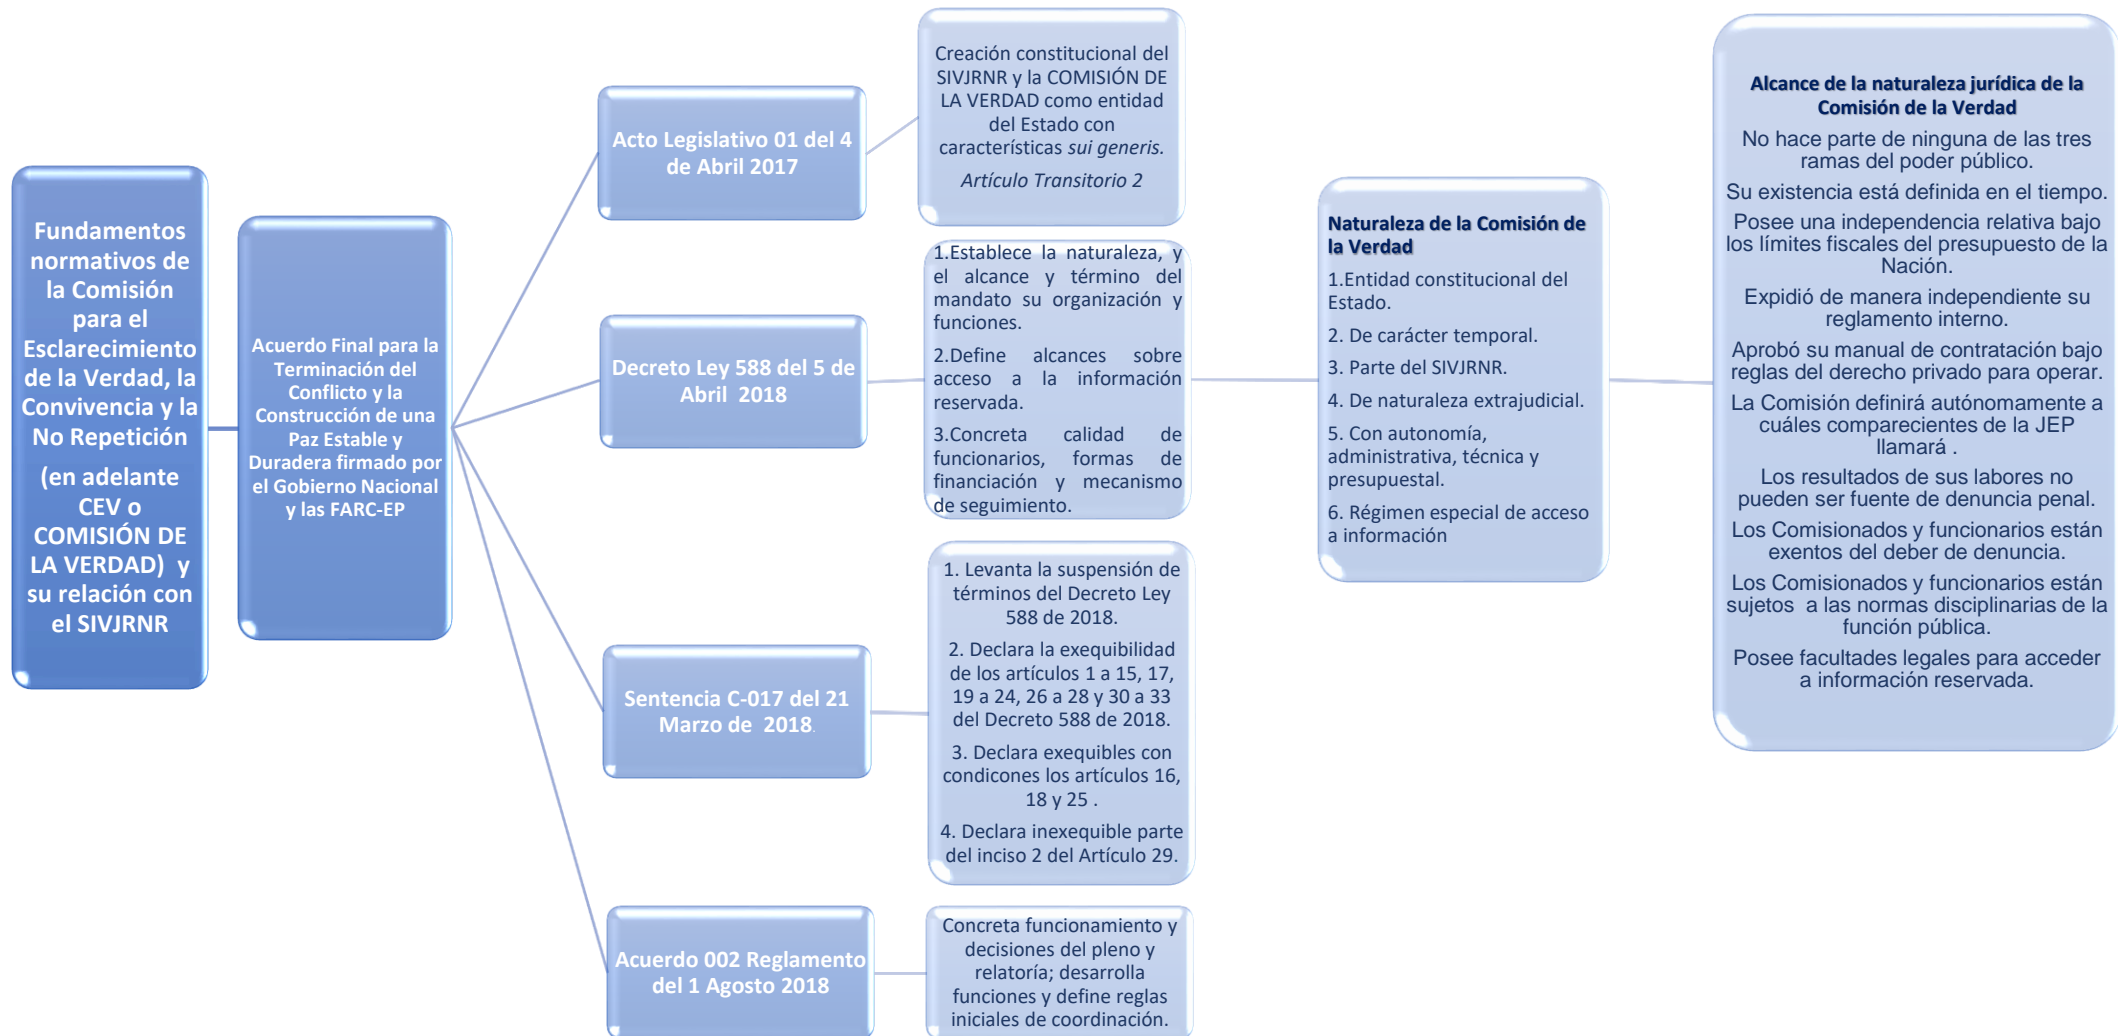 Fundamentos
normativos de
la Comisión
para el
Esclarecimiento
de la Verdad, la
Convivencia y la
No Repetición
(en adelante
CEV o
COMISIÓN DE
LA VERDAD) y
su relación con
el SIVJRNR
Acuerdo Final para la
Terminación del
Conflicto y la
Construcción de una
Paz Estable y
Duradera firmado por
el Gobierno Nacional
y las FARC-EP
Acto Legislativo 01 del 4
de Abril 2017
Creación constitucional del
SIVJRNR y la COMISIÓN DE
LA VERDAD como entidad
del Estado con
características sui generis.
Artículo Transitorio 2
Decreto Ley 588 del 5 de
Abril 2018
1.Establece la naturaleza, y
el alcance y término del
mandato su organización y
funciones.
2.Define alcances sobre
acceso a la información
reservada.
3.Concreta calidad de
funcionarios, formas de
financiación y mecanismo
de seguimiento.
Naturaleza de la Comisión de
la Verdad
1.Entidad constitucional del
Estado.
2. De carácter temporal.
3. Parte del SIVJRNR.
4. De naturaleza extrajudicial.
5. Con autonomía,
administrativa, técnica y
presupuestal.
6. Régimen especial de acceso
a información
Alcance de la naturaleza jurídica de la
Comisión de la Verdad
No hace parte de ninguna de las tres
ramas del poder público.
Su existencia está definida en el tiempo.
Posee una independencia relativa bajo
los límites fiscales del presupuesto de la
Nación.
Expidió de manera independiente su
reglamento interno.
Aprobó su manual de contratación bajo
reglas del derecho privado para operar.
La Comisión definirá autónomamente a
cuáles comparecientes de la JEP
llamará .
Los resultados de sus labores no
pueden ser fuente de denuncia penal.
Los Comisionados y funcionarios están
exentos del deber de denuncia.
Los Comisionados y funcionarios están
sujetos a las normas disciplinarias de la
función pública.
Posee facultades legales para acceder
a información reservada.
Sentencia C-017 del 21
Marzo de 2018.
1. Levanta la suspensión de
términos del Decreto Ley
588 de 2018.
2. Declara la exequibilidad
de los artículos 1 a 15, 17,
19 a 24, 26 a 28 y 30 a 33
del Decreto 588 de 2018.
3. Declara exequibles con
condicones los artículos 16,
18 y 25 .
4. Declara inexequible parte
del inciso 2 del Artículo 29.
Acuerdo 002 Reglamento
del 1 Agosto 2018
Concreta funcionamiento y
decisiones del pleno y
relatoría; desarrolla
funciones y define reglas
iniciales de coordinación.